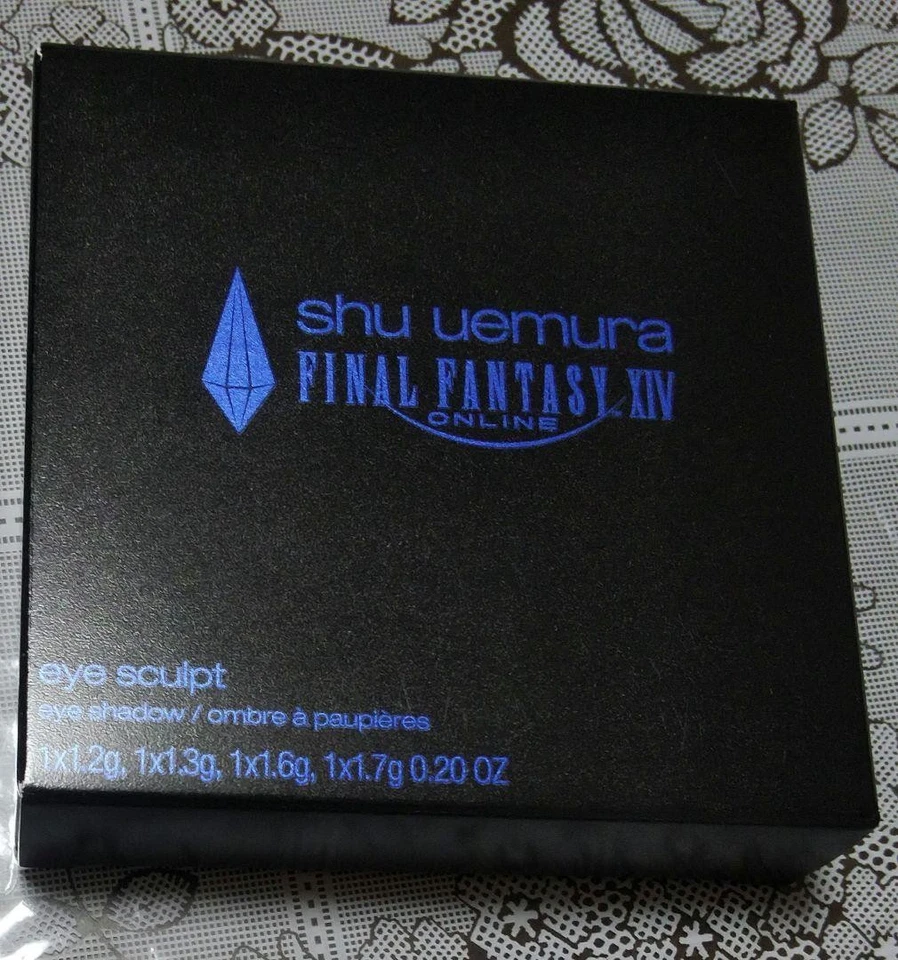 shu uemura
FINAL FANTASY XIV
ONLINE
eye sculpt
eye shadow / ombre à paupières
1x1.2g, 1x1.3g, 1x1.6g, 1x1.7g 0.20 OZ